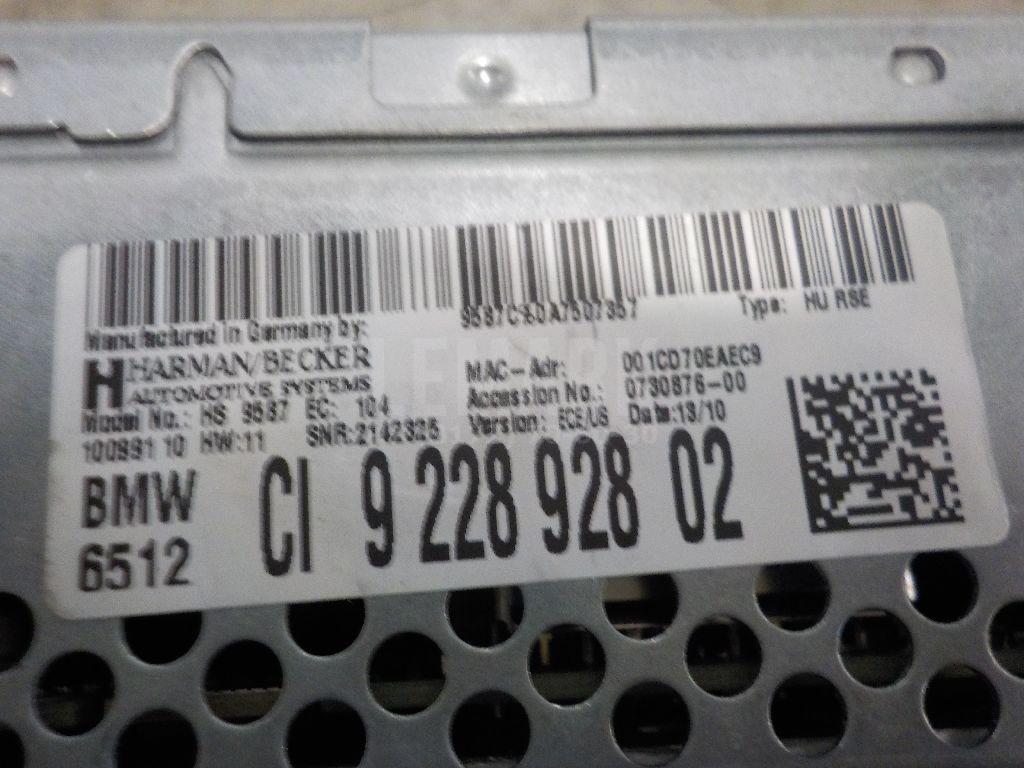 Type: HU RSE
Manufactured in Germany by:
HARMAN/BECKER
AUTOMOTIVE SYSTEMS
MAC-Adr: 001CD70EAEC9
Accession No.: 0730876-00
Model No.: HS 9587 EC: 104
Version: ECE/US Date:13/10
10099110 HW:11 SNR:2142325
BMW CI 9 228 928 02
6512